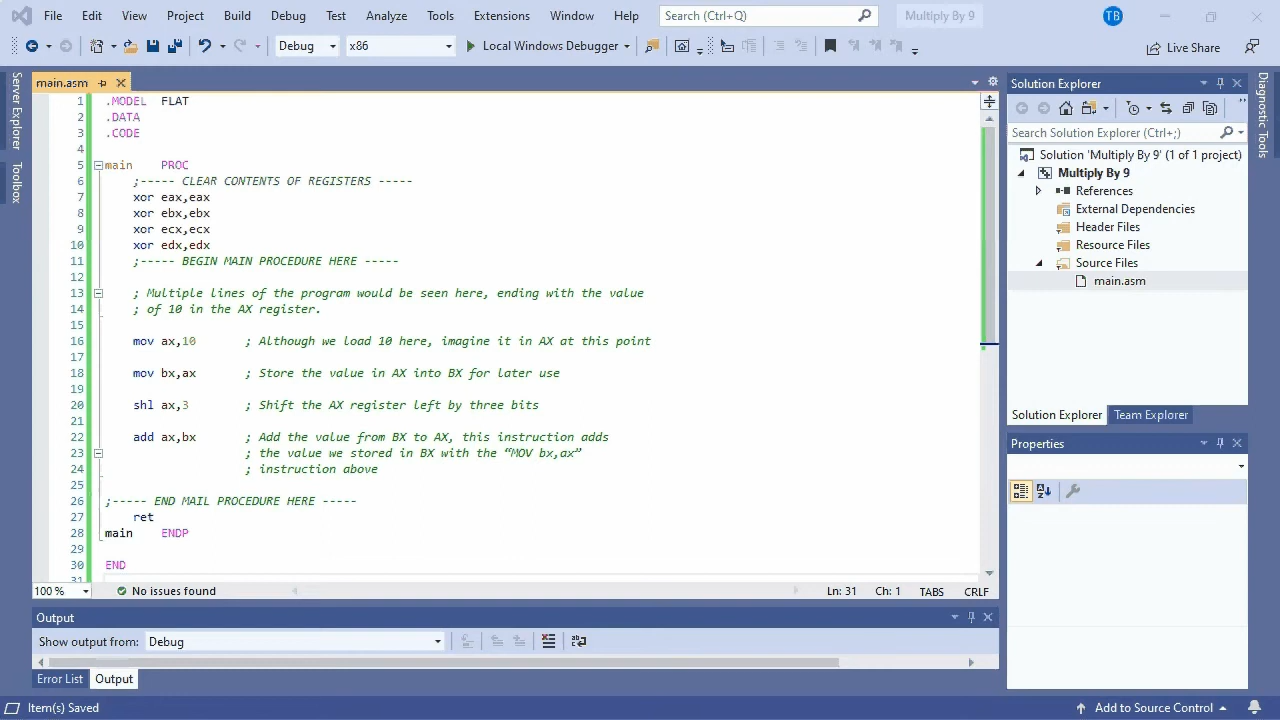 File Edit View Project Build Debug Test Analyze Tools Extensions Window Help Search (Ctrl+Q) Multiply By 9 TB
Debug x86 Local Windows Debugger Live Share
Server Explorer
Toolbox
main.asm
1 .MODEL FLAT
2 .DATA
3 .CODE
4
5 main PROC
6 ;----- CLEAR CONTENTS OF REGISTERS -----
7 xor eax,eax
8 xor ebx,ebx
9 xor ecx,ecx
10 xor edx,edx
11 ;----- BEGIN MAIN PROCEDURE HERE -----
12
13 ; Multiple lines of the program would be seen here, ending with the value
14 ; of 10 in the AX register.
15
16 mov ax,10 ; Although we load 10 here, imagine it in AX at this point
17
18 mov bx,ax ; Store the value in AX into BX for later use
19
20 shl ax,3 ; Shift the AX register left by three bits
21
22 add ax,bx ; Add the value from BX to AX, this instruction adds
23 ; the value we stored in BX with the “MOV bx,ax”
24 ; instruction above
25
26 ;----- END MAIL PROCEDURE HERE -----
27 ret
28 main ENDP
29
30 END
31
100 % No issues found Ln: 31 Ch: 1 TABS CRLF
Output
Show output from: Debug
Error List Output
Solution Explorer
Search Solution Explorer (Ctrl+;)
Solution 'Multiply By 9' (1 of 1 project)
Multiply By 9
References
External Dependencies
Header Files
Resource Files
Source Files
main.asm
Solution Explorer Team Explorer
Properties
Diagnostic Tools
Item(s) Saved Add to Source Control